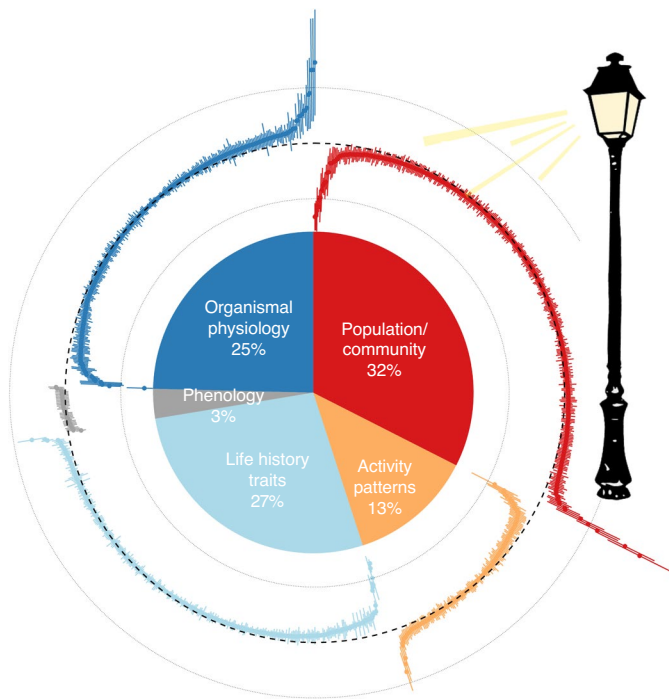 Organismal
physiology
25%
Population/
community
32%
Phenology
3%
Life history
traits
27%
Activity
patterns
13%